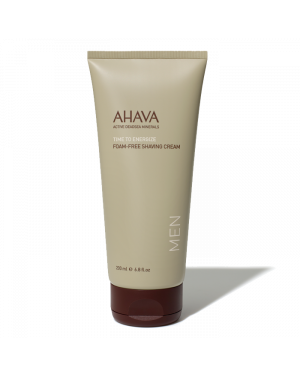 AHAVA
ACTIVE DEADSEA MINERALS
TIME TO ENERGIZE
FOAM-FREE SHAVING CREAM
MEN
200 ml e 6.8 fl.oz